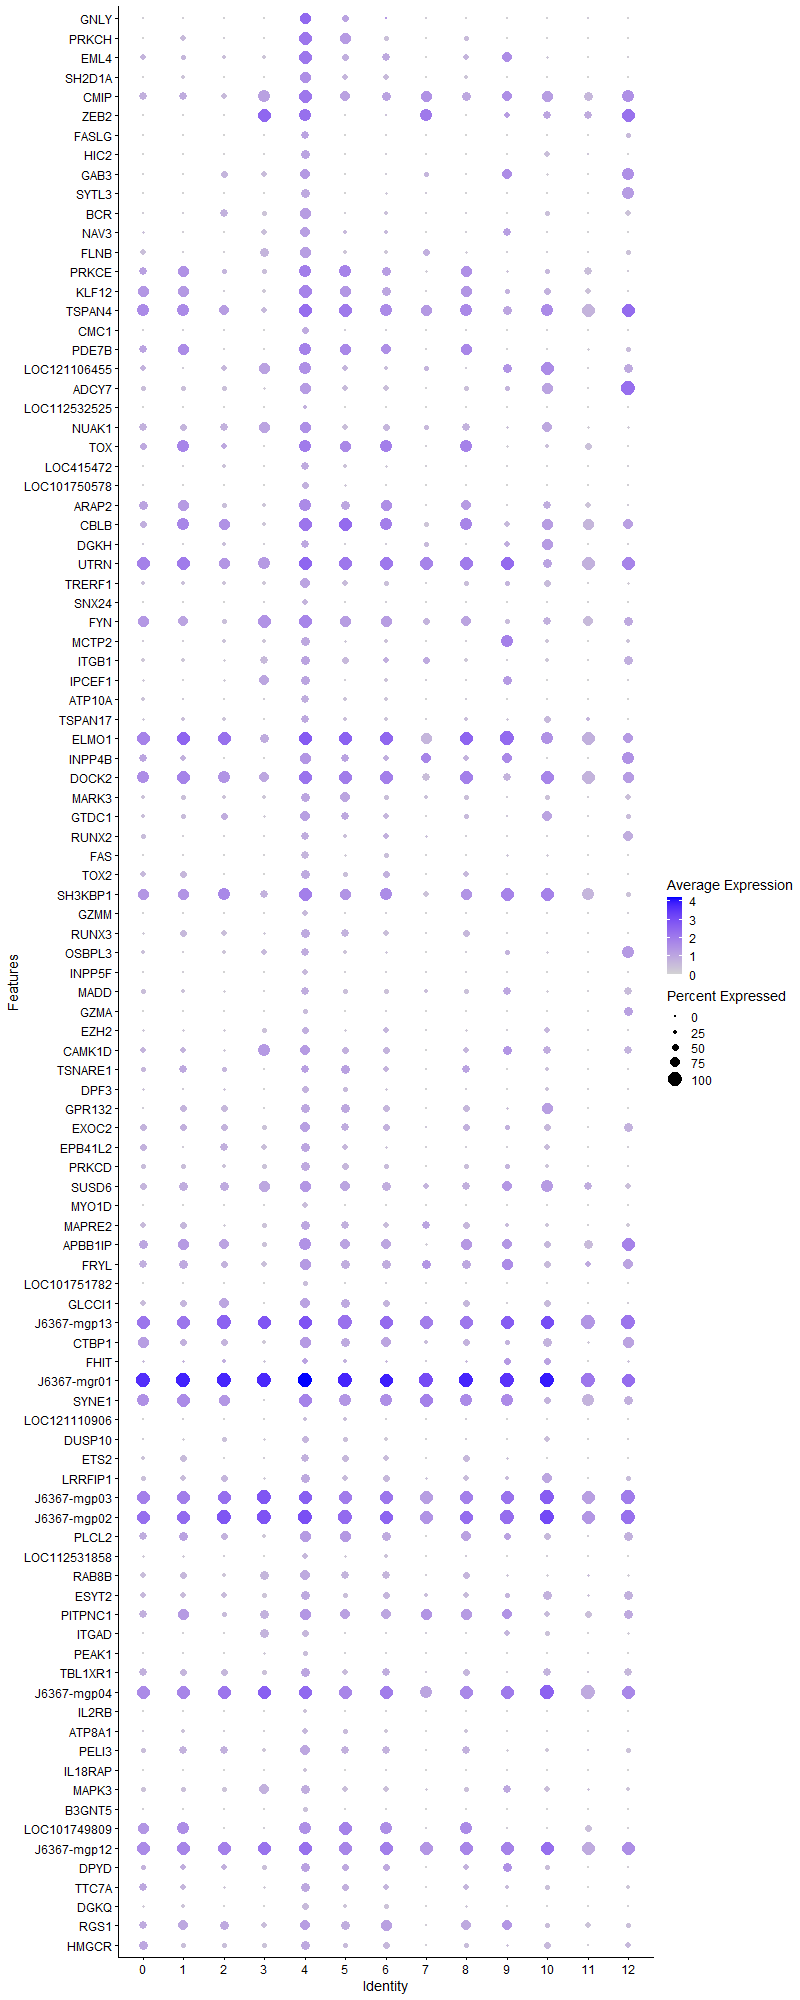 GNLY
PRKCH
EML4
SH2D1A
CMIP
ZEB2
FASLG
HIC2
GAB3
SYTL3
BCR
NAV3
FLNB
PRKCE
KLF12
TSPAN4
CMC1
PDE7B
LOC121106455
ADCY7
LOC112532525
NUAK1
TOX
LOC415472
LOC101750578
ARAP2
CBLB
DGKH
UTRN
TRERF1
SNX24
FYN
MCTP2
ITGB1
IPCEF1
ATP10A
TSPAN17
ELMO1
INPP4B
DOCK2
MARK3
GTDC1
RUNX2
FAS
TOX2
SH3KBP1
GZMM
RUNX3
OSBPL3
INPP5F
MADD
GZMA
EZH2
CAMK1D
TSNARE1
DPF3
GPR132
EXOC2
EPB41L2
PRKCD
SUSD6
MYO1D
MAPRE2
APBB1IP
FRYL
LOC101751782
GLCCI1
J6367-mgp13
CTBP1
FHIT
J6367-mgr01
SYNE1
LOC121110906
DUSP10
ETS2
LRRFIP1
J6367-mgp03
J6367-mgp02
PLCL2
LOC112531858
RAB8B
ESYT2
PITPNC1
ITGAD
PEAK1
TBL1XR1
J6367-mgp04
IL2RB
ATP8A1
PELI3
IL18RAP
MAPK3
B3GNT5
LOC101749809
J6367-mgp12
DPYD
TTC7A
DGKQ
RGS1
HMGCR
Features
0 1 2 3 4 5 6 7 8 9 10 11 12
Identity
Average Expression
4
3
2
1
0
Percent Expressed
0
25
50
75
100